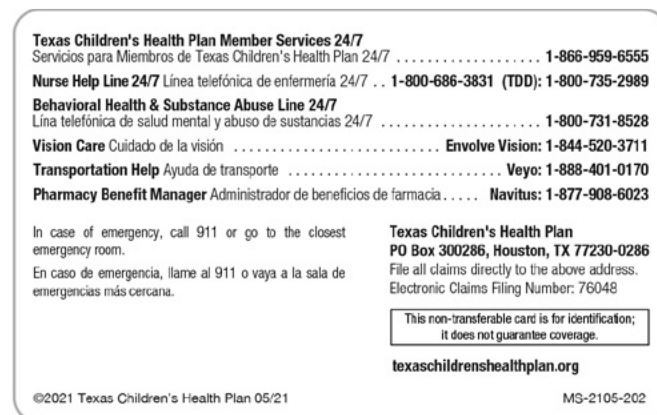 Texas Children's Health Plan Member Services 24/7
Servicios para Miembros de Texas Children's Health Plan 24/7 . . . . . . . . . . . . . . . . . . . 1-866-959-6555
Nurse Help Line 24/7 Línea telefónica de enfermería 24/7 . . 1-800-686-3831 (TDD): 1-800-735-2989
Behavioral Health & Substance Abuse Line 24/7
Lína telefónica de salud mental y abuso de sustancias 24/7 . . . . . . . . . . . . . . . . . . . . . 1-800-731-8528
Vision Care Cuidado de la visión . . . . . . . . . . . . . . . . . . . . . . . . . . Envolve Vision: 1-844-520-3711
Transportation Help Ayuda de transporte . . . . . . . . . . . . . . . . . . . . . . . . . . . . Veyo: 1-888-401-0170
Pharmacy Benefit Manager Administrador de beneficios de farmacia . . . . . Navitus: 1-877-908-6023
In case of emergency, call 911 or go to the closest
emergency room.
En caso de emergencia, llame al 911 o vaya a la sala de
emergencias más cercana.
Texas Children's Health Plan
PO Box 300286, Houston, TX 77230-0286
File all claims directly to the above address.
Electronic Claims Filing Number: 76048
This non-transferable card is for identification;
it does not guarantee coverage.
texaschildrenshealthplan.org
©2021 Texas Children's Health Plan 05/21
MS-2105-202